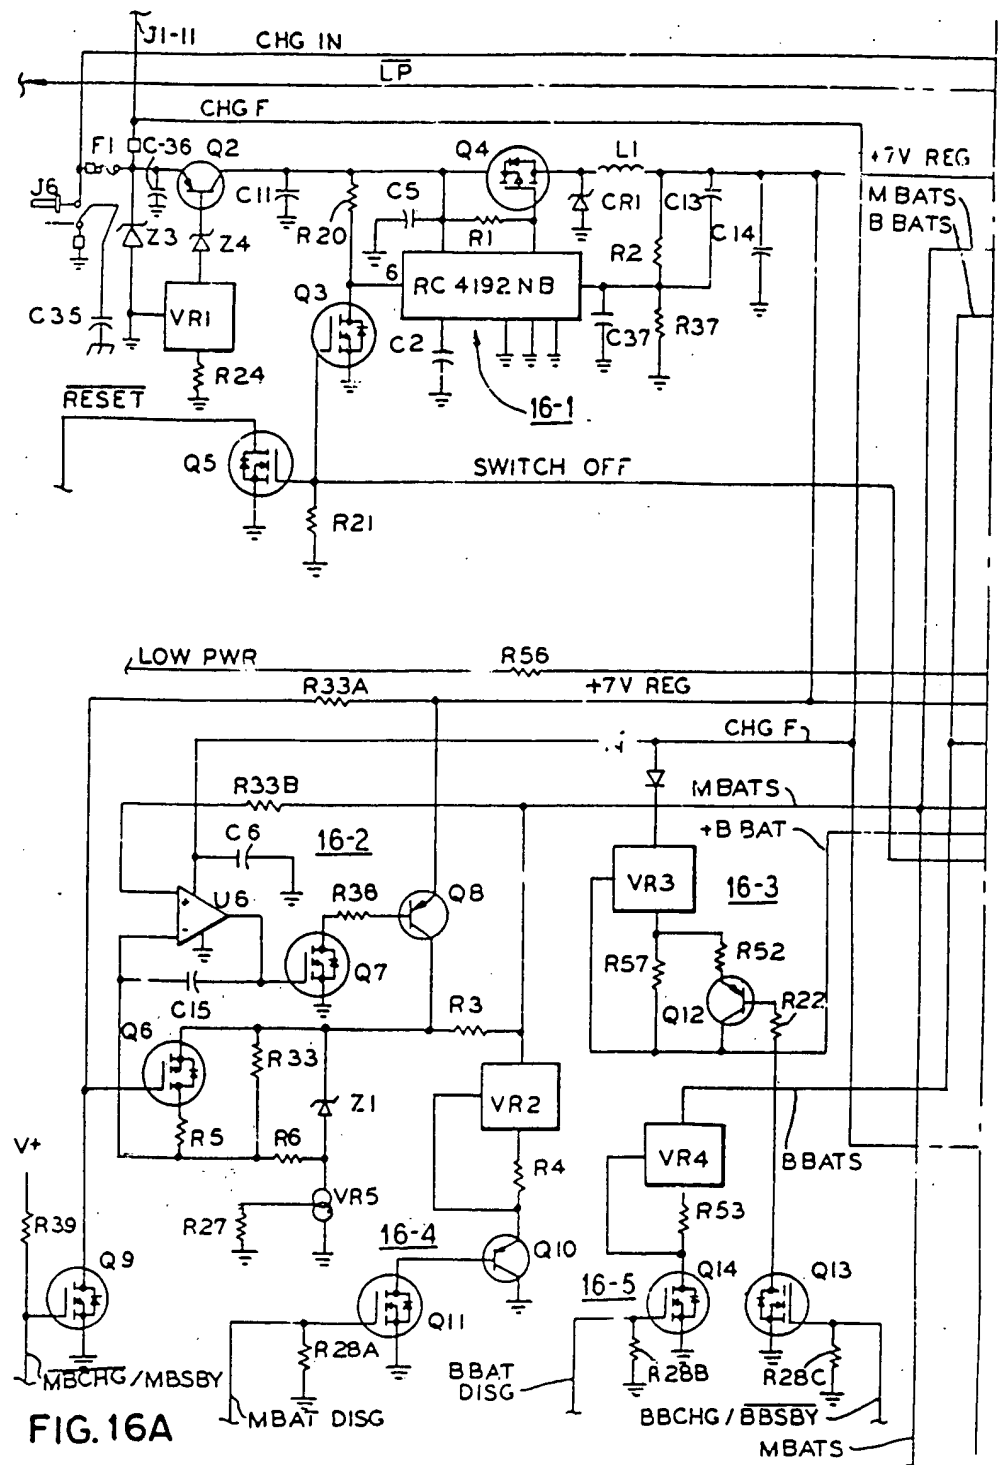 J1-11
CHG IN
LP
CHG F
F1
C-36
Q2
Q4
L1
+7V REG
J6
M BATS
B BATS
C11
R20
C5
R1
CR1
C13
C14
Z3
Z4
R2
6
RC 4192 NB
VR1
Q3
C35
C2
C37
R37
R24
16-1
RESET
Q5
SWITCH OFF
R21
LOW PWR
R56
R33A
+7V REG
CHG F
R33B
MBATS
+B BAT
C6
16-2
U6
+
-
R38
Q8
VR3
16-3
Q7
R57
R52
Q12
R22
C15
Q6
R3
R33
Z1
VR2
R5
R6
R4
VR4
BBATS
V+
VR5
R27
R39
16-4
R53
Q9
Q10
16-5
Q14
Q13
Q11
R28A
BBAT
DISG
R28B
R28C
MBCHG/MBSBY
MBAT DISG
BBCHG/BBSBY
MBATS
FIG. 16A